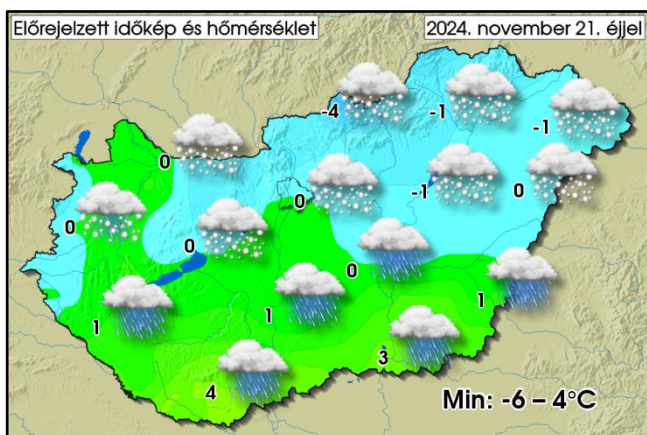 Előrejelzett időkép és hőmérséklet 2024. november 21. éjjel
-4 -1
-1
0
0 -1 0
0
0
0 0
1 1 1
3
4
Min: -6 – 4°C